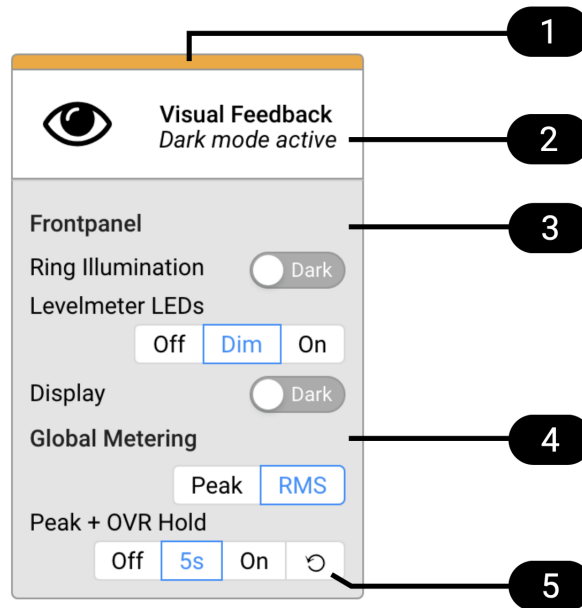 1
Visual Feedback
Dark mode active
2
Frontpanel
3
Ring Illumination Dark
Levelmeter LEDs
Off Dim On
Display Dark
Global Metering
4
Peak RMS
Peak + OVR Hold
Off 5s On
5